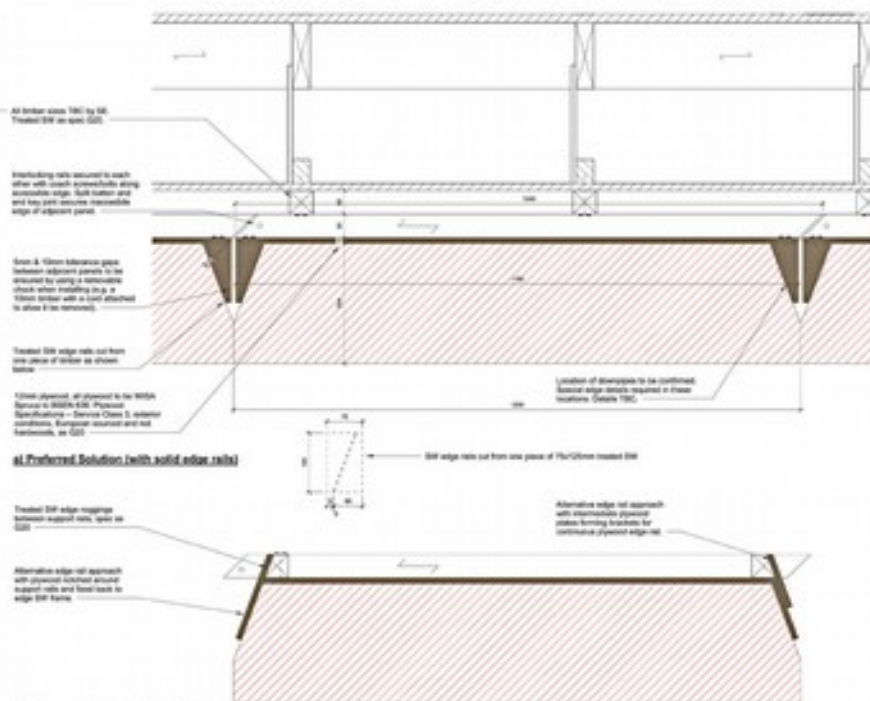 All timber sizes TBC by SE.
Treated SW as spec G20.
Interlocking rails secured to each
other with coach screws/bolts along
accessible edge. Split batten and
key joint secures inaccessible
edge of adjacent panel.
5mm & 10mm tolerance gaps
between adjacent panels to be
ensured by using a removable
chock when installing (e.g. a
10mm timber with a cord attached
to allow it be removed).
Treated SW edge rails cut from
one piece of timber as shown
below
12mm plywood, all plywood to be WISA
Spruce to BSEN 636 Plywood
Specifications – Service Class 3, exterior
conditions, European sourced and not
hardwoods, as G20
Location of downpipes to be confirmed.
Special edge details required in these
locations. Details TBC.
a) Preferred Solution (with solid edge rails)
SW edge rails cut from one piece of 75x125mm treated SW
Treated SW edge noggings
between support rails, spec as
G20
Alternative edge rail approach
with intermediate plywood
plates forming brackets for
continuous plywood edge rail.
Alternative edge rail approach
with plywood notched around
support rails and fixed back to
edge SW frame